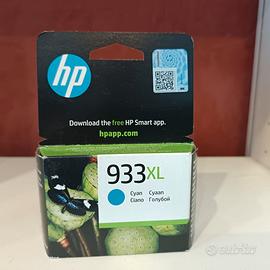 hp
Download the free HP Smart app.
hpapp.com
933XL
Cyan Cyaan
Ciano Голубой
subito